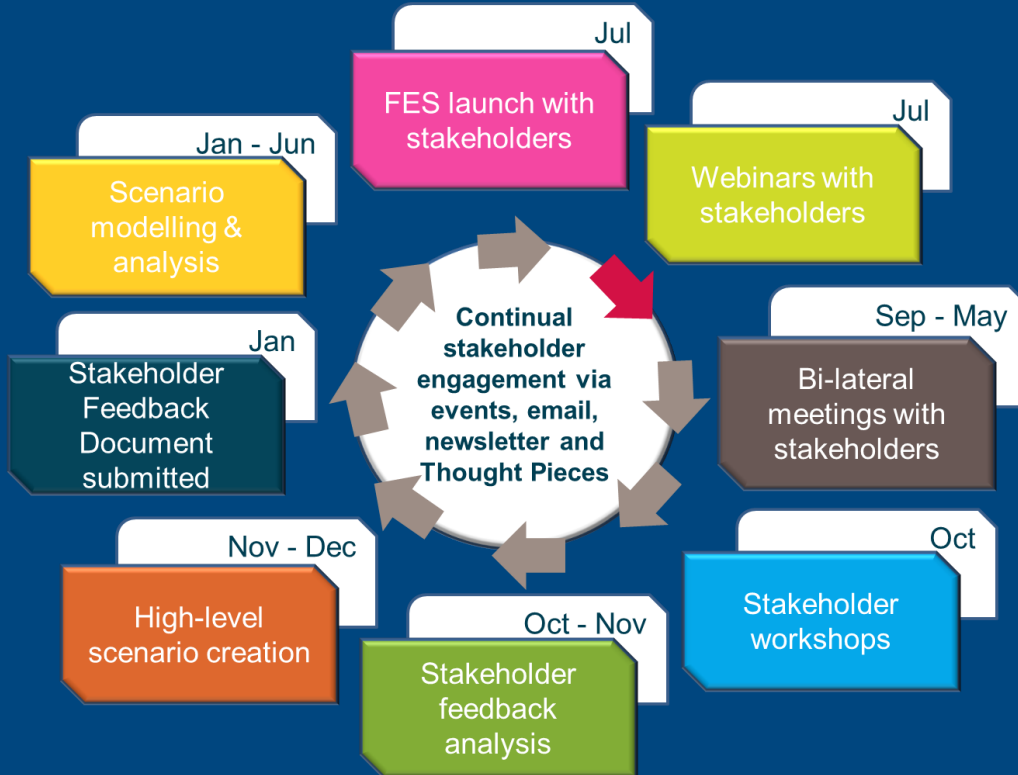 Jul
FES launch with
stakeholders
Jul
Webinars with
stakeholders
Sep - May
Bi-lateral
meetings with
stakeholders
Oct
Stakeholder
workshops
Oct - Nov
Stakeholder
feedback
analysis
Nov - Dec
High-level
scenario creation
Jan
Stakeholder
Feedback
Document
submitted
Jan - Jun
Scenario
modelling &
analysis
Continual
stakeholder
engagement via
events, email,
newsletter and
Thought Pieces